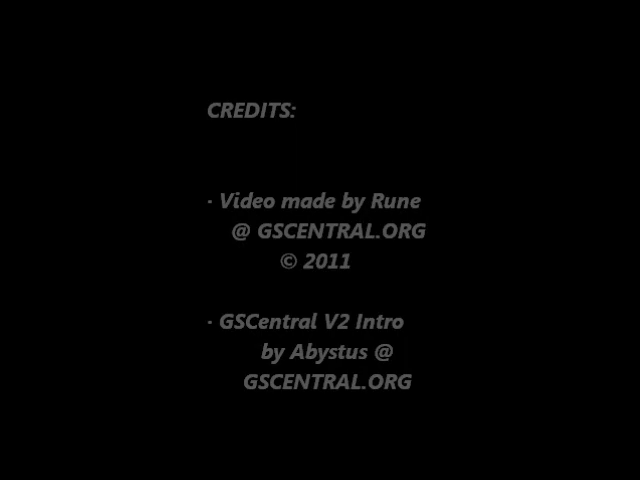 CREDITS:
· Video made by Rune
@ GSCENTRAL.ORG
© 2011
· GSCentral V2 Intro
by Abystus @
GSCENTRAL.ORG